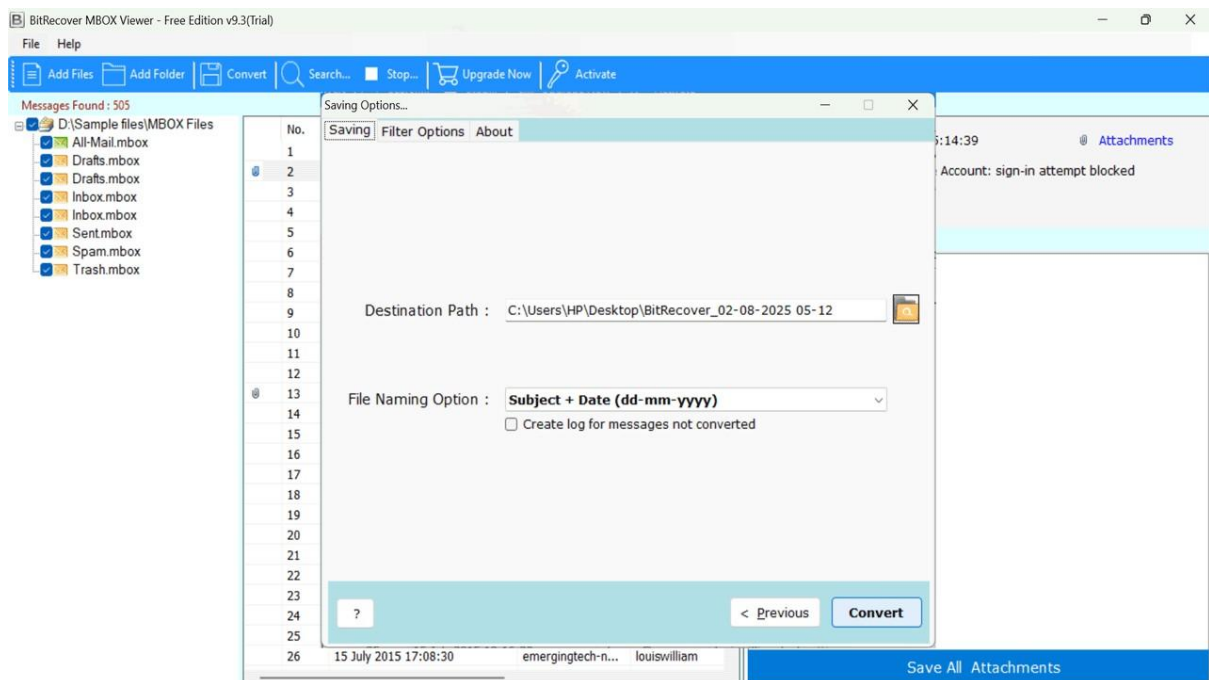 BitRecover MBOX Viewer - Free Edition v9.3(Trial)
File Help
Add Files Add Folder Convert Search... Stop... Upgrade Now Activate
Messages Found : 505
D:\Sample files\MBOX Files
All-Mail.mbox
Drafts.mbox
Drafts.mbox
Inbox.mbox
Inbox.mbox
Sent.mbox
Spam.mbox
Trash.mbox
No.
1
2
3
4
5
6
7
8
9
10
11
12
13
14
15
16
17
18
19
20
21
22
23
24
25
26 15 July 2015 17:08:30 emergingtech-n... louiswilliam
Saving Options...
Saving Filter Options About
Destination Path : C:\Users\HP\Desktop\BitRecover_02-08-2025 05-12
File Naming Option : Subject + Date (dd-mm-yyyy)
Create log for messages not converted
? < Previous Convert
:14:39 Attachments
Account: sign-in attempt blocked
Save All Attachments